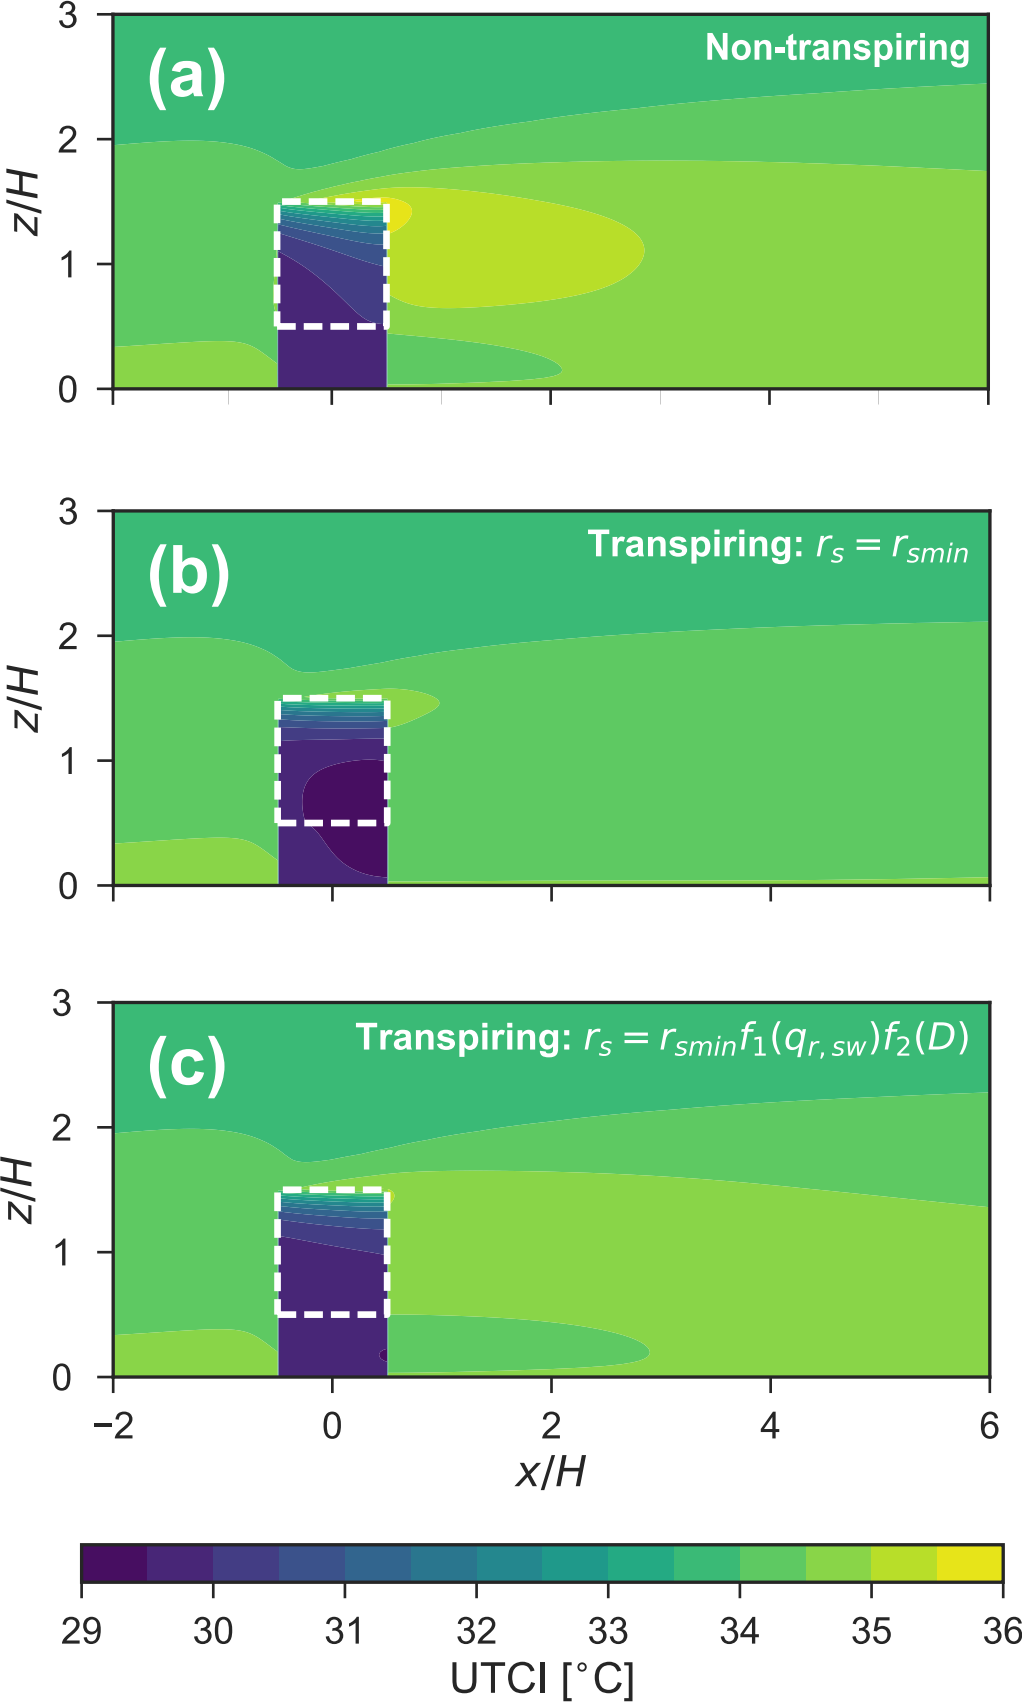 3
(a)
Non-transpiring
2
z/H
1
0
3
(b)
Transpiring: r_s = r_smin
2
z/H
1
0
3
(c)
Transpiring: r_s = r_smin f_1(q_r, sw) f_2(D)
2
z/H
1
0
−2 0 2 4 6
x/H
29 30 31 32 33 34 35 36
UTCI [°C]